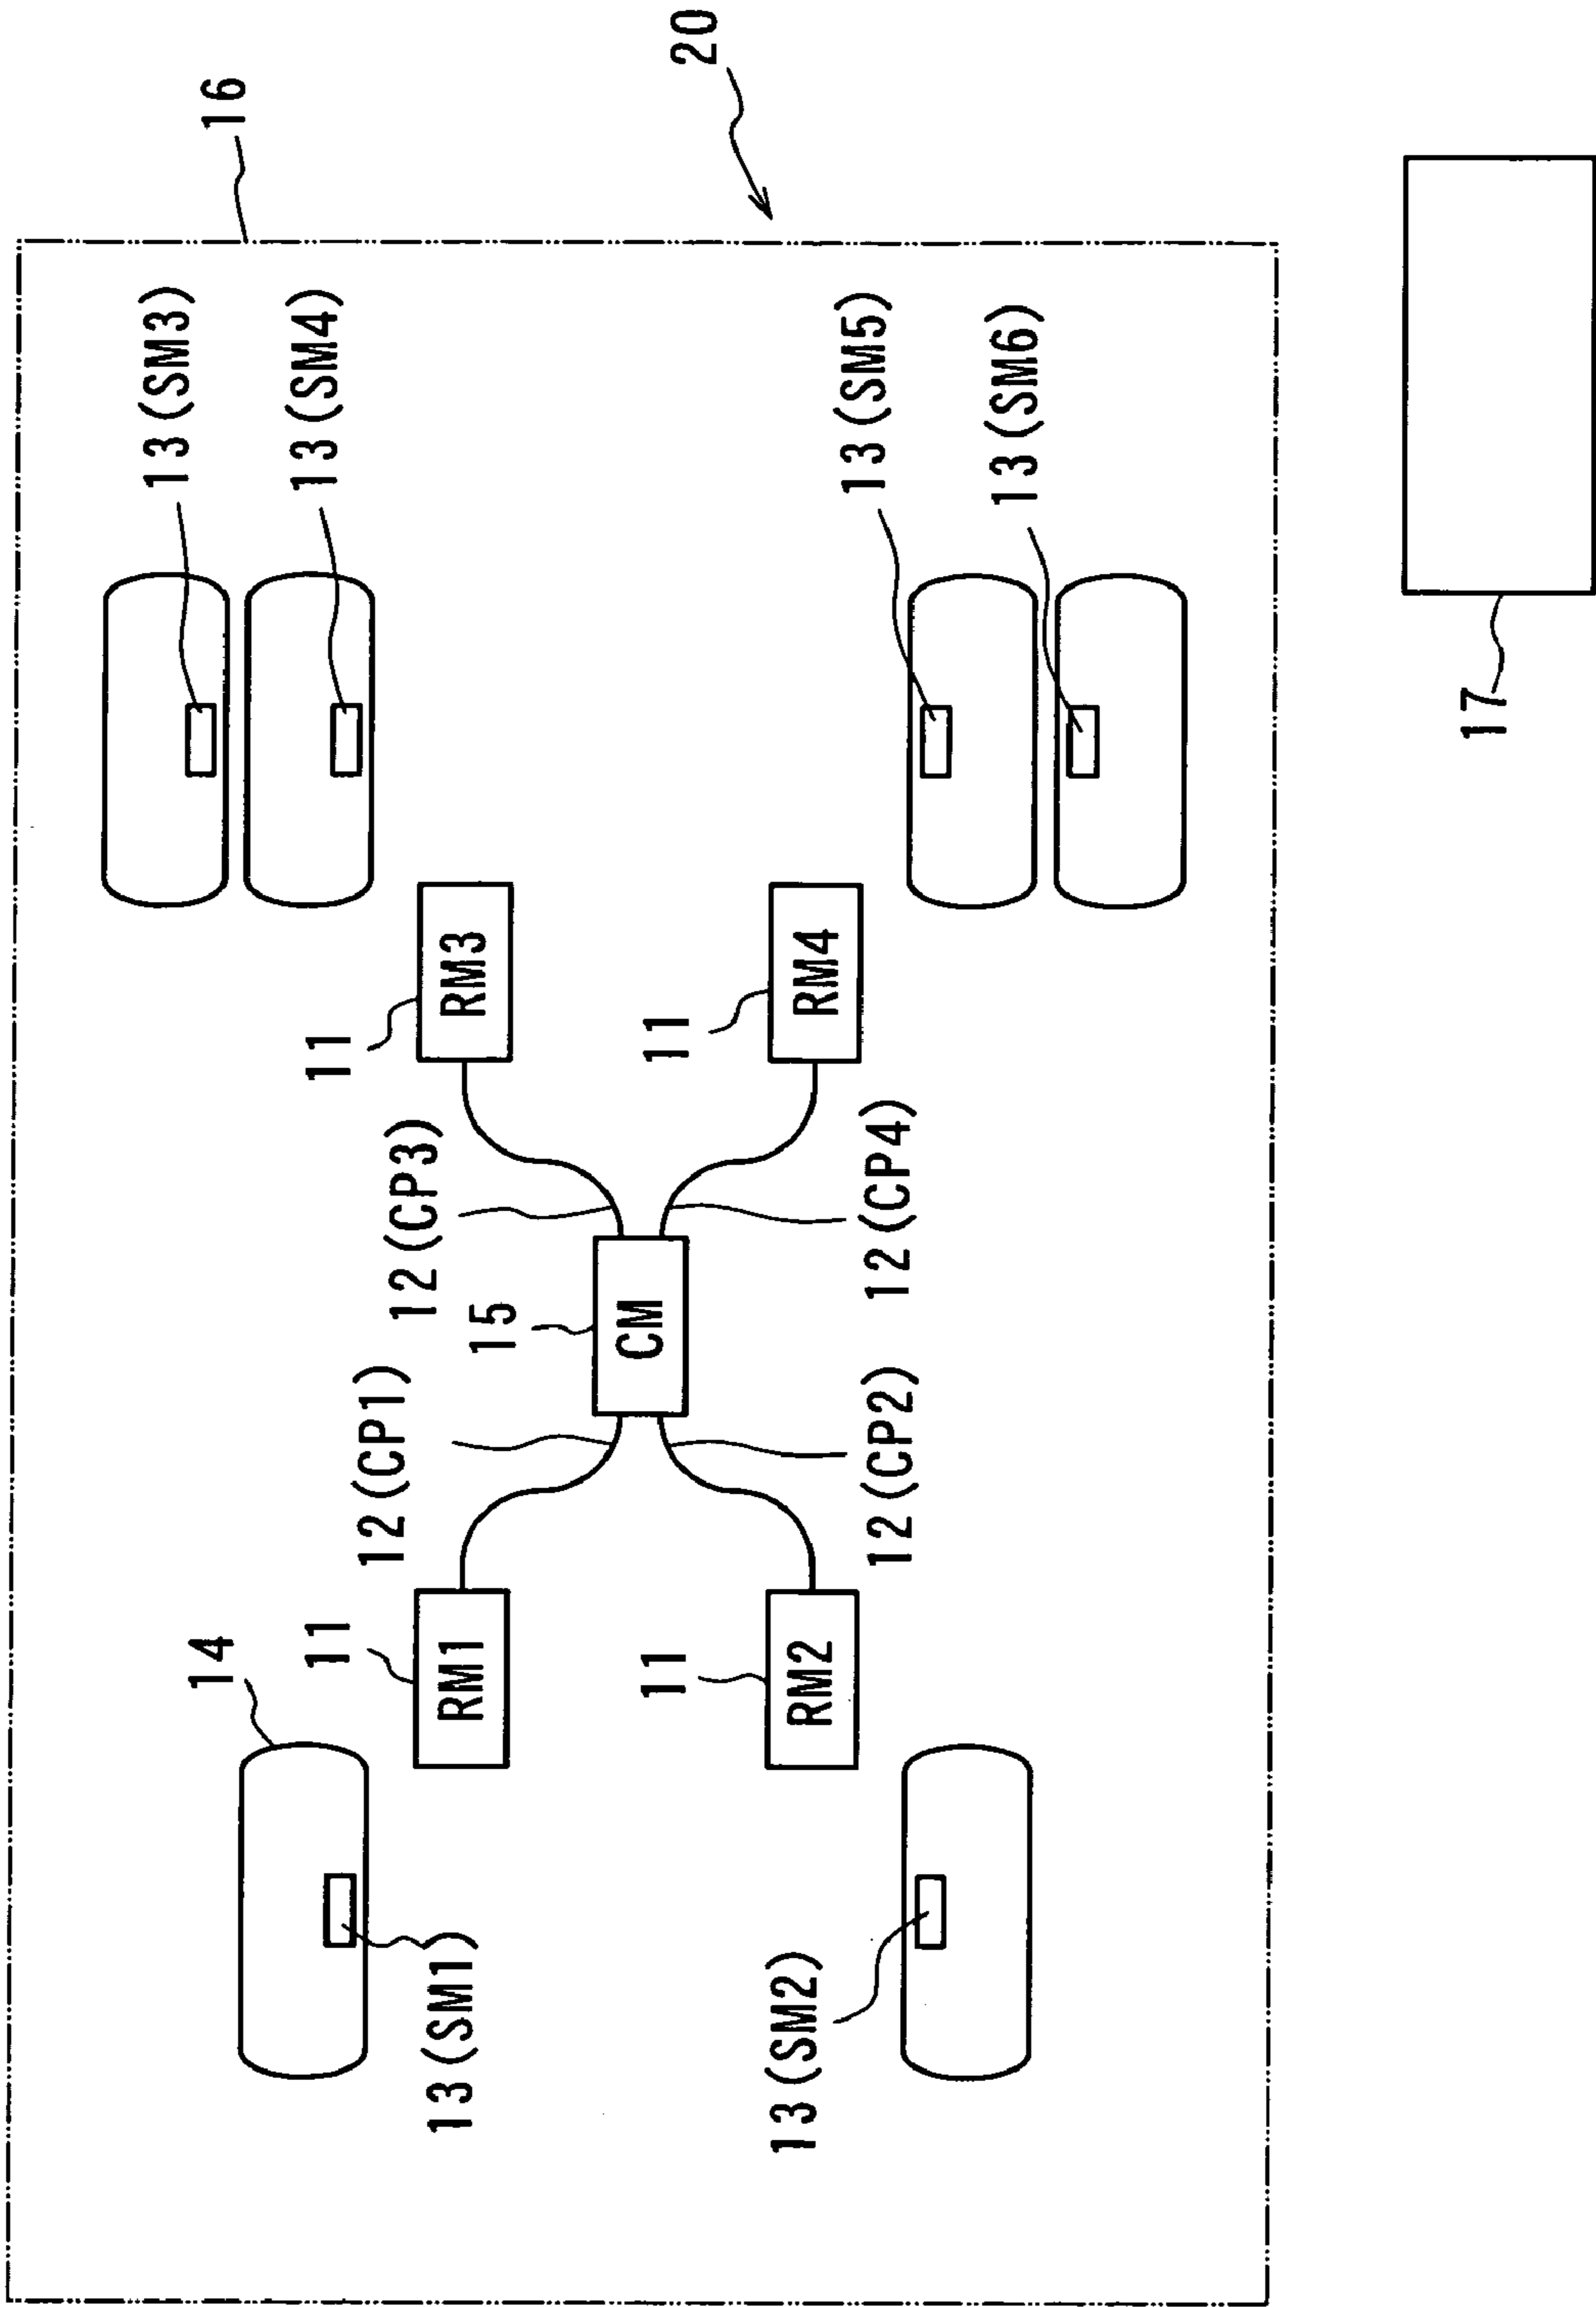 20
16
13(SM3)
13(SM4)
13(SM5)
13(SM6)
17
11
RM3
11
RM4
12(CP3)
12(CP4)
15
CM
12(CP1)
12(CP2)
14
11
RM1
11
RM2
13(SM1)
13(SM2)